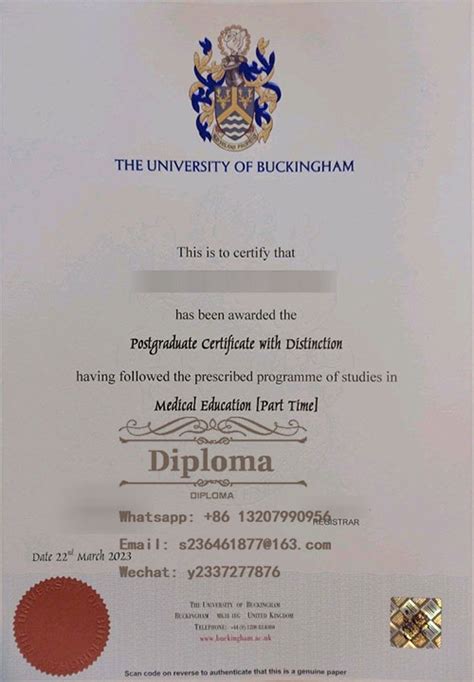 THE UNIVERSITY OF BUCKINGHAM
This is to certify that
has been awarded the
Postgraduate Certificate with Distinction
having followed the prescribed programme of studies in
Medical Education [Part Time]
Diploma
DIPLOMA
Whatsapp: +86 13207990956
REGISTRAR
Email: s236461877@163.com
Date 22nd March 2023
Wechat: y2337277876
THE UNIVERSITY OF BUCKINGHAM
BUCKINGHAM MK18 1EG UNITED KINGDOM
TELEPHONE:
www.buckingham.ac.uk
Scan code on reverse to authenticate that this is a genuine paper